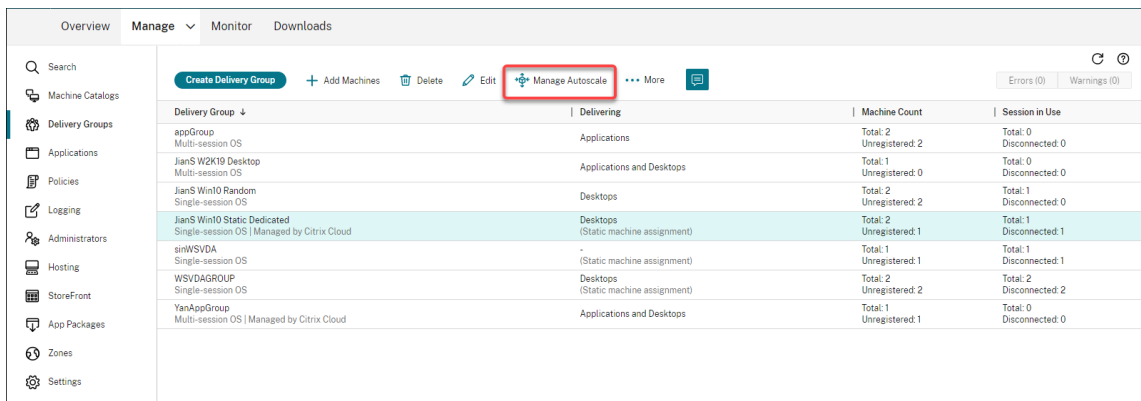 Overview Manage Monitor Downloads
Search
Machine Catalogs
Delivery Groups
Applications
Policies
Logging
Administrators
Hosting
StoreFront
App Packages
Zones
Settings
Create Delivery Group Add Machines Delete Edit Manage Autoscale More
Errors (0) Warnings (0)
Delivery Group ↓ Delivering Machine Count Session in Use
appGroup Applications Total: 2 Total: 0
Multi-session OS Unregistered: 2 Disconnected: 0
JianS W2K19 Desktop Applications and Desktops Total: 1 Total: 0
Multi-session OS Unregistered: 0 Disconnected: 0
JianS Win10 Random Desktops Total: 2 Total: 1
Single-session OS Unregistered: 2 Disconnected: 0
JianS Win10 Static Dedicated Desktops Total: 2 Total: 1
Single-session OS | Managed by Citrix Cloud (Static machine assignment) Unregistered: 1 Disconnected: 1
sinWSVDA - Total: 1 Total: 1
Single-session OS (Static machine assignment) Unregistered: 1 Disconnected: 1
WSVDAGROUP Desktops Total: 2 Total: 2
Single-session OS (Static machine assignment) Unregistered: 2 Disconnected: 2
YanAppGroup Applications and Desktops Total: 1 Total: 0
Multi-session OS | Managed by Citrix Cloud Unregistered: 1 Disconnected: 0